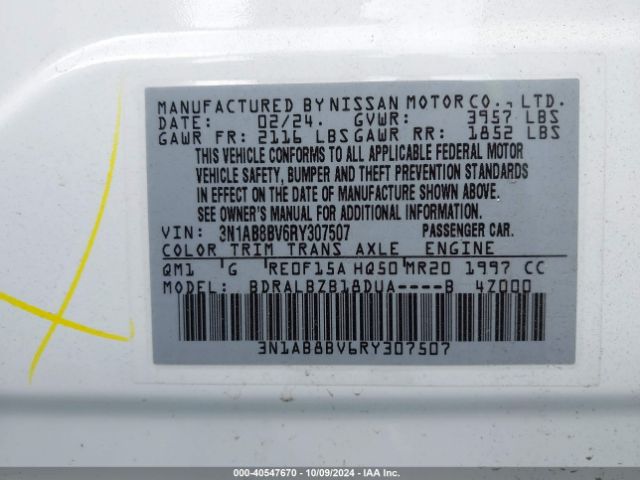 MANUFACTURED BY NISSAN MOTOR CO., LTD.
DATE: 02/24. GVWR: 3957 LBS
GAWR FR: 2116 LBS GAWR RR: 1852 LBS
THIS VEHICLE CONFORMS TO ALL APPLICABLE FEDERAL MOTOR
VEHICLE SAFETY, BUMPER AND THEFT PREVENTION STANDARDS
IN EFFECT ON THE DATE OF MANUFACTURE SHOWN ABOVE.
SEE OWNER'S MANUAL FOR ADDITIONAL INFORMATION.
VIN: 3N1AB8BV6RY307507 PASSENGER CAR.
COLOR TRIM TRANS AXLE ENGINE
QM1 G RE0F15A HQ50 MR20 1997 CC
MODEL: BDRALBZB18DUA----B 4Z000
3N1AB8BV6RY307507
000-40547670 | 10/09/2024 | IAA Inc.